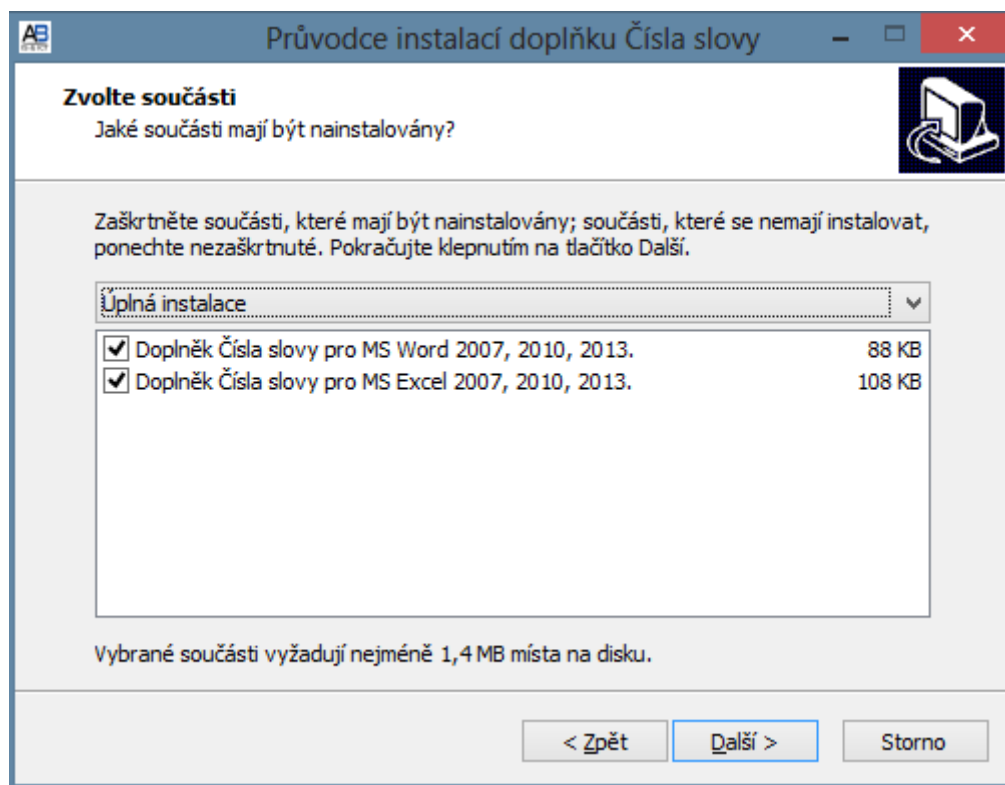 Průvodce instalací doplňku Čísla slovy
Zvolte součásti
Jaké součásti mají být nainstalovány?
Zaškrtněte součásti, které mají být nainstalovány; součásti, které se nemají instalovat,
ponechte nezaškrtnuté. Pokračujte klepnutím na tlačítko Další.
Úplná instalace
Doplněk Čísla slovy pro MS Word 2007, 2010, 2013. 88 KB
Doplněk Čísla slovy pro MS Excel 2007, 2010, 2013. 108 KB
Vybrané součásti vyžadují nejméně 1,4 MB místa na disku.
< Zpět Další > Storno